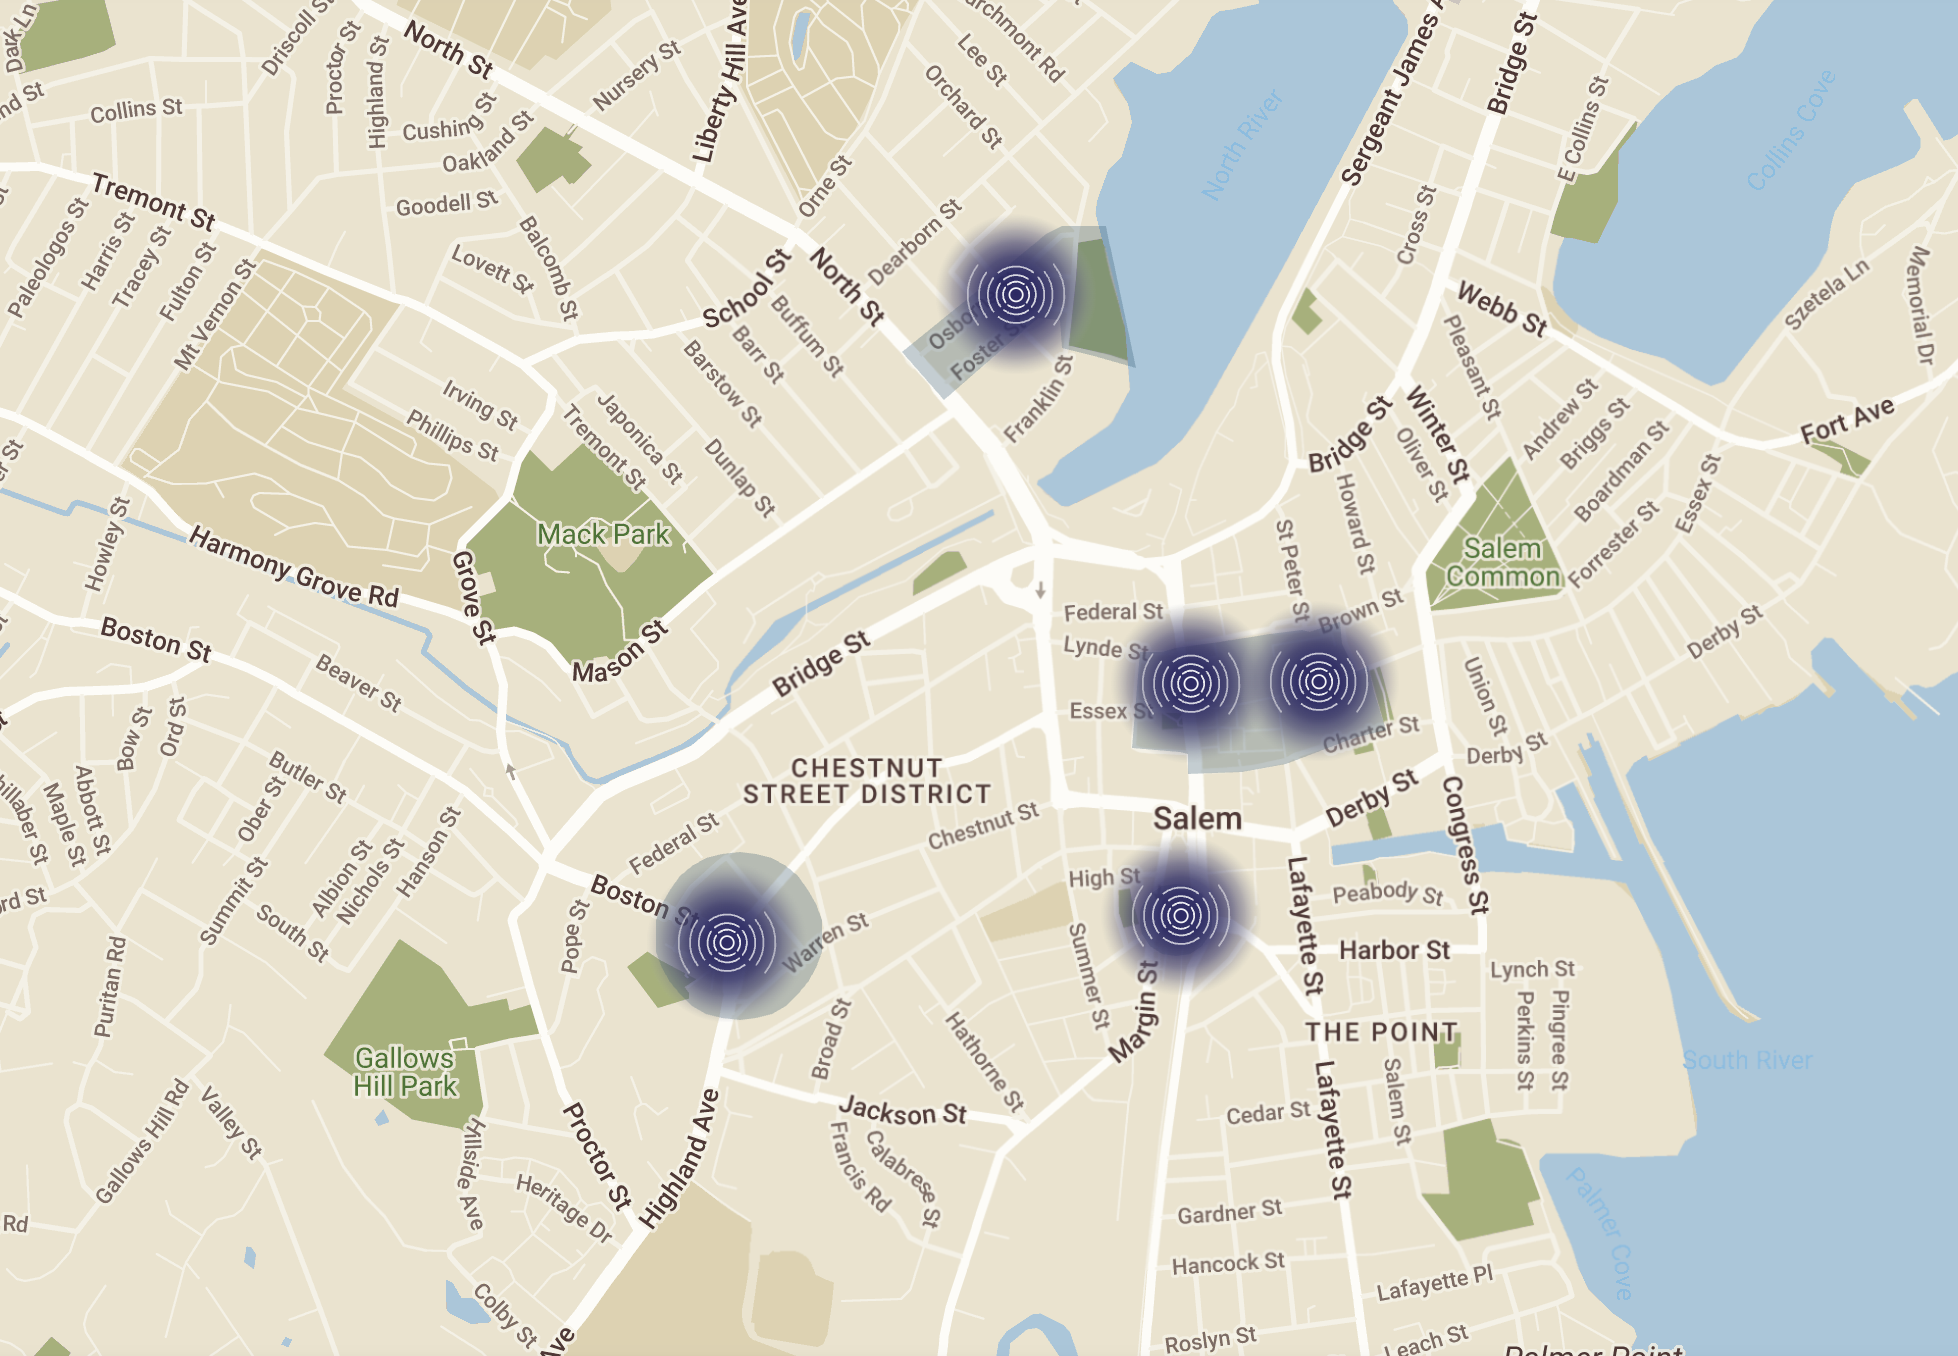 Dark Ln
Driscoll St
Proctor St
Highland St
North St
Nursery St
Liberty Hill Ave
Lee St
Orchard St
Sergeant James
Bridge St
E Collins St
Collins Cove
North River
Collins St
Cushing St
Oakland St
Goodell St
Orne St
Tremont St
Paleologos St
Harris St
Tracey St
Fulton St
Mt Vernon St
Balcomb St
Lovett St
School St
North St
Dearborn St
Cross St
Webb St
Szetela Ln
Memorial Dr
Buffum St
Barr St
Barstow St
Foster St
Franklin St
Pleasant St
Winter St
Andrew St
Briggs St
Boardman St
Fort Ave
Irving St
Phillips St
Japonica St
Tremont St
Dunlap St
Bridge St
Oliver St
Howard St
St Peter St
Essex St
Forrester St
Howley St
Mack Park
Salem
Common
Harmony Grove Rd
Grove St
Mason St
Boston St
Beaver St
Bridge St
Federal St
Lynde St
Brown St
Derby St
Essex St
Charter St
Union St
Derby St
Bow St
Ord St
Butler St
Ober St
Abbott St
Maple St
Albion St
Nichols St
Hanson St
Summit St
South St
CHESTNUT
STREET DISTRICT
Chestnut St
Federal St
Salem
Derby St
Congress St
Boston St
Pope St
Warren St
High St
Lafayette St
Peabody St
Harbor St
Lynch St
Perkins St
Pingree St
Summer St
Margin St
THE POINT
Puritan Rd
Gallows
Hill Park
Broad St
Hathorne St
Salem St
South River
Gallows Hill Rd
Valley St
Hillside Ave
Proctor St
Highland Ave
Jackson St
Francis Rd
Calabrese St
Cedar St
Lafayette St
Heritage Dr
Rd
Gardner St
Hancock St
Lafayette Pl
Palmer Cove
Colby St
Ave
Roslyn St
Leach St
Palmer Point